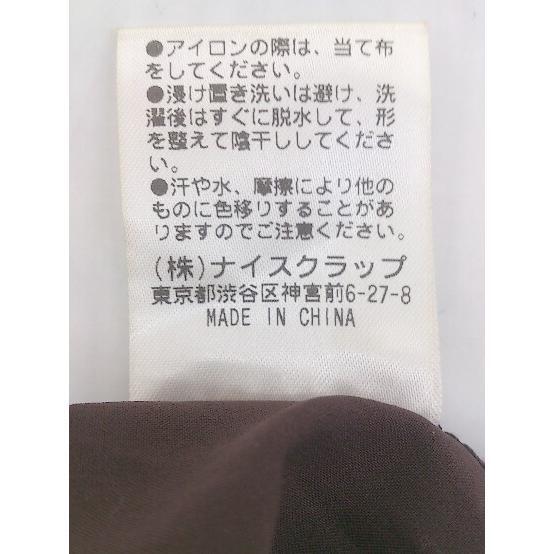 ●アイロンの際は、当て布
をしてください。
●浸け置き洗いは避け、洗
濯後はすぐに脱水して、形
を整えて陰干ししてくださ
い。
●汗や水、摩擦により他の
ものに色移りすることがあ
りますのでご注意ください。
(株)ナイスクラップ
東京都渋谷区神宮前6-27-8
MADE IN CHINA